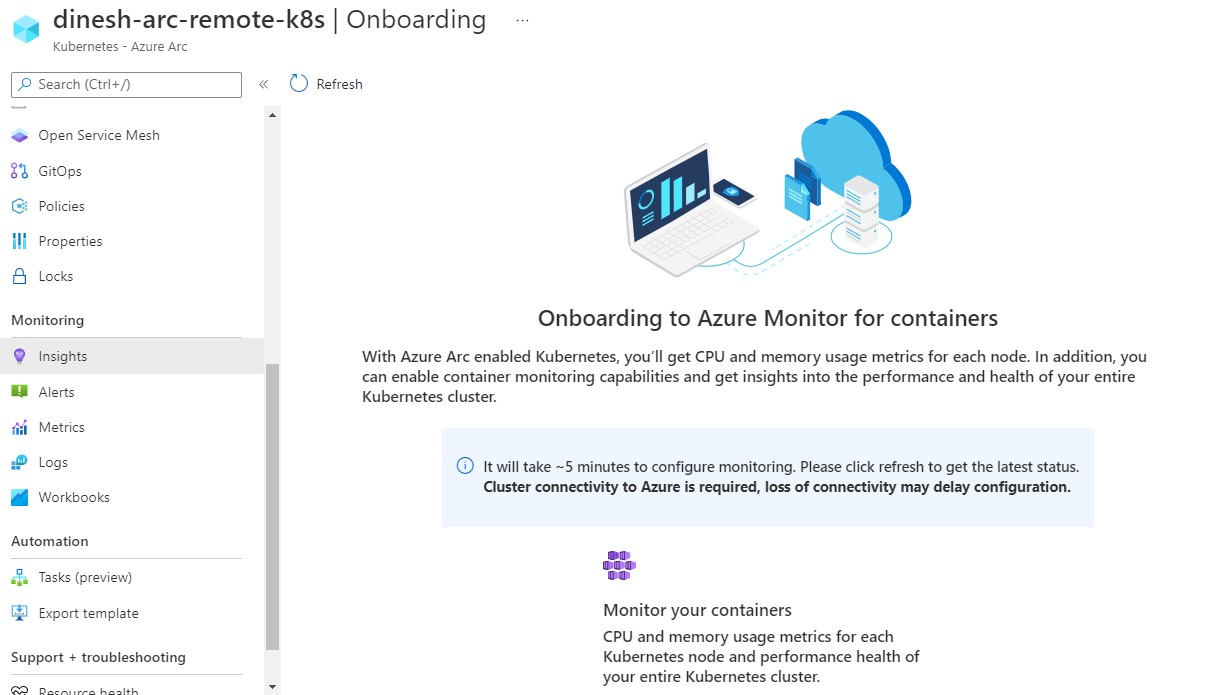 dinesh-arc-remote-k8s | Onboarding ...
Kubernetes - Azure Arc
Search (Ctrl+/)
« Refresh
Open Service Mesh
GitOps
Policies
Properties
Locks
Monitoring
Insights
Alerts
Metrics
Logs
Workbooks
Automation
Tasks (preview)
Export template
Support + troubleshooting
Resource health
Onboarding to Azure Monitor for containers
With Azure Arc enabled Kubernetes, you'll get CPU and memory usage metrics for each node. In addition, you
can enable container monitoring capabilities and get insights into the performance and health of your entire
Kubernetes cluster.
It will take ~5 minutes to configure monitoring. Please click refresh to get the latest status.
Cluster connectivity to Azure is required, loss of connectivity may delay configuration.
Monitor your containers
CPU and memory usage metrics for each
Kubernetes node and performance health of
your entire Kubernetes cluster.